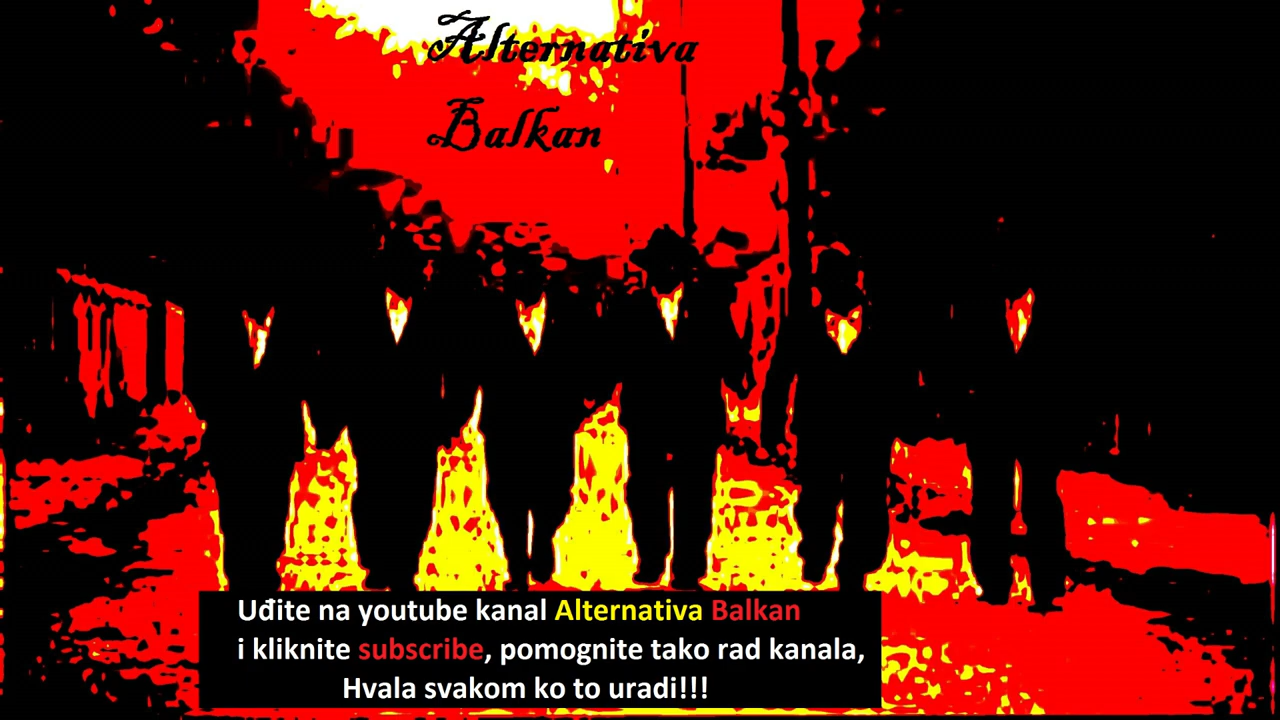 Alternativa
Balkan
Uđite na youtube kanal Alternativa Balkan
i kliknite subscribe, pomognite tako rad kanala,
Hvala svakom ko to uradi!!!